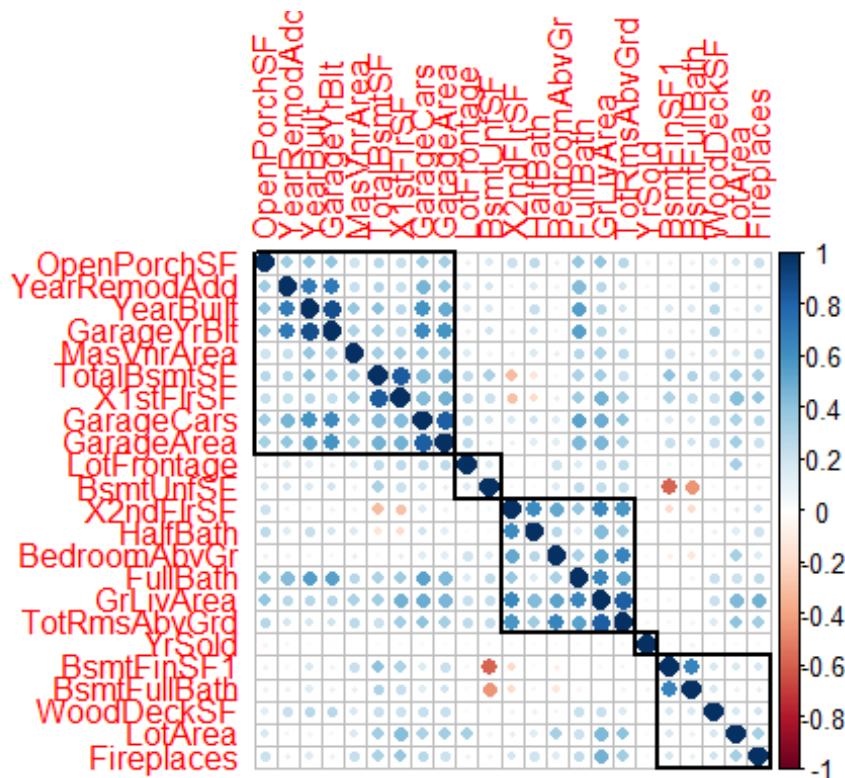 OpenPorchSF
YearRemodAdd
YearBuilt
GarageYrBlt
MasVnrArea
TotalBsmtSF
X1stFlrSF
GarageCars
GarageArea
LotFrontage
BsmtUnfSF
X2ndFlrSF
HalfBath
BedroomAbvGr
FullBath
GrLivArea
TotRmsAbvGrd
YrSold
BsmtFinSF1
BsmtFullBath
WoodDeckSF
LotArea
Fireplaces
OpenPorchSF
YearRemodAdd
YearBuilt
GarageYrBlt
MasVnrArea
TotalBsmtSF
X1stFlrSF
GarageCars
GarageArea
LotFrontage
BsmtUnfSF
X2ndFlrSF
HalfBath
BedroomAbvGr
FullBath
GrLivArea
TotRmsAbvGrd
YrSold
BsmtFinSF1
BsmtFullBath
WoodDeckSF
LotArea
Fireplaces
1
0.8
0.6
0.4
0.2
0
-0.2
-0.4
-0.6
-0.8
-1